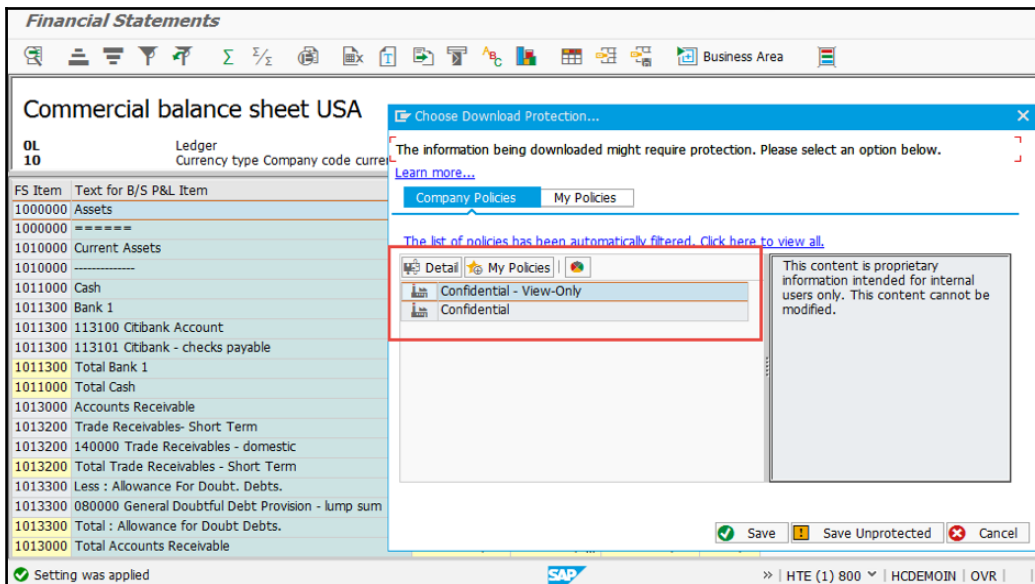 Financial Statements
Business Area
Commercial balance sheet USA
0L Ledger
10 Currency type Company code curre
FS Item Text for B/S P&L Item
1000000 Assets
1000000 ======
1010000 Current Assets
1010000 --------------
1011000 Cash
1011300 Bank 1
1011300 113100 Citibank Account
1011300 113101 Citibank - checks payable
1011300 Total Bank 1
1011000 Total Cash
1013000 Accounts Receivable
1013200 Trade Receivables- Short Term
1013200 140000 Trade Receivables - domestic
1013200 Total Trade Receivables - Short Term
1013300 Less : Allowance For Doubt. Debts.
1013300 080000 General Doubtful Debt Provision - lump sum
1013300 Total : Allowance for Doubt Debts.
1013000 Total Accounts Receivable
Choose Download Protection...
The information being downloaded might require protection. Please select an option below.
Learn more...
Company Policies My Policies
The list of policies has been automatically filtered. Click here to view all.
Detail My Policies
Confidential - View-Only
Confidential
This content is proprietary
information intended for internal
users only. This content cannot be
modified.
Save Save Unprotected Cancel
Setting was applied
SAP
HTE (1) 800 HCDEMOIN OVR